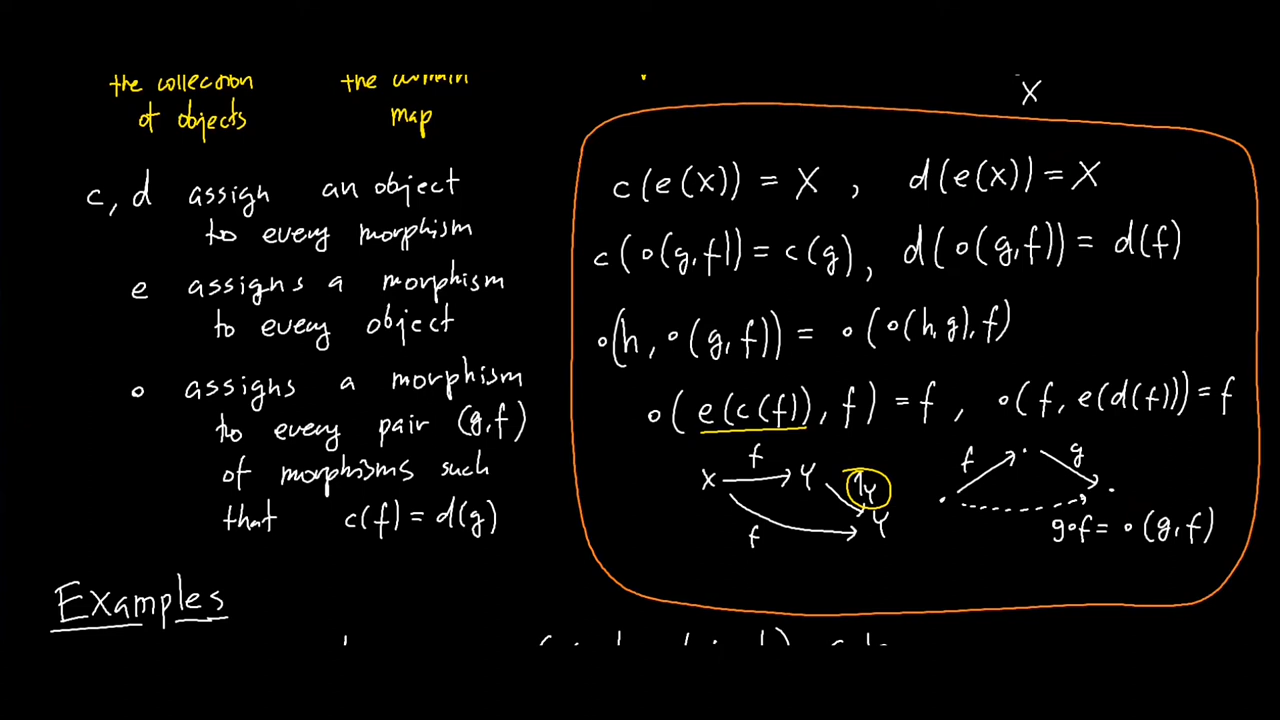 the collection the domain
of objects map
X
c, d assign an object
to every morphism
e assigns a morphism
to every object
∘ assigns a morphism
to every pair (g,f)
of morphisms such
that c(f) = d(g)
Examples
c(e(x)) = X , d(e(x)) = X
c(∘(g,f)) = c(g), d(∘(g,f)) = d(f)
∘(h, ∘(g,f)) = ∘(∘(h,g),f)
∘(e(c(f)), f) = f , ∘(f, e(d(f))) = f
f
X Y 1Y
f Y
f g
g∘f = ∘(g,f)